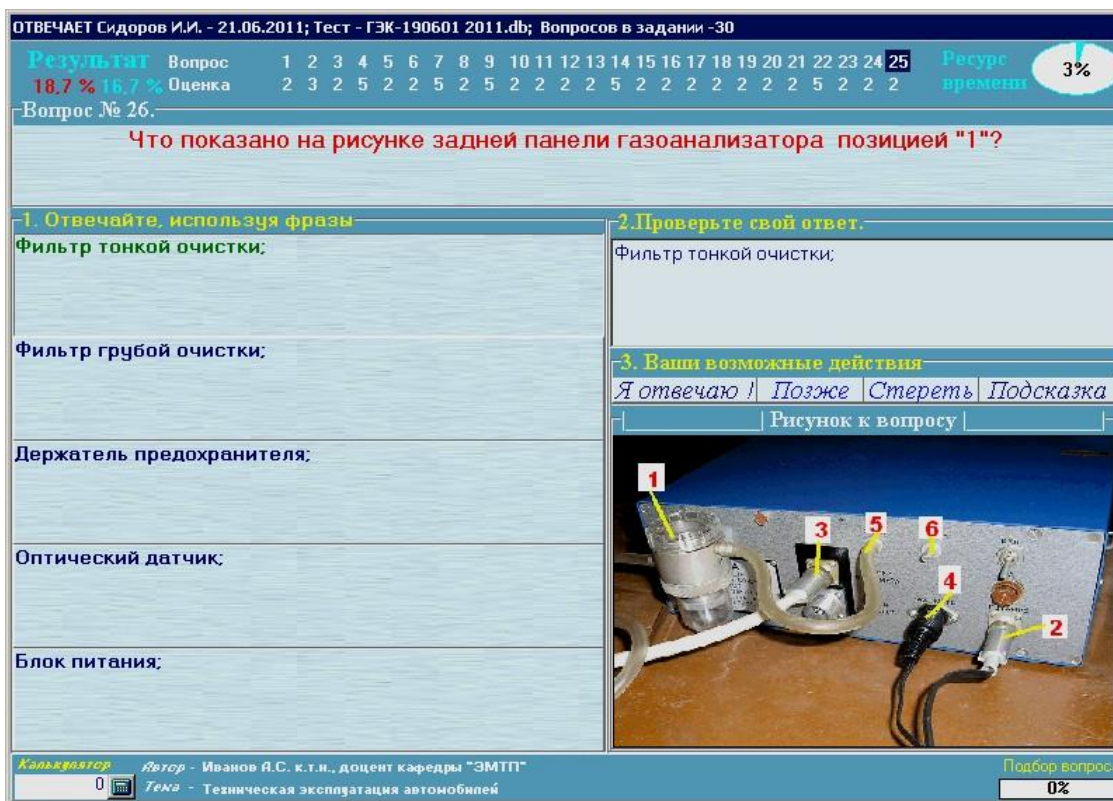 ОТВЕЧАЕТ Сидоров И.И. - 21.06.2011; Тест - ГЭК-190601 2011.db; Вопросов в задании -30
Результат Вопрос 1 2 3 4 5 6 7 8 9 10 11 12 13 14 15 16 17 18 19 20 21 22 23 24 25 Ресурс
18,7 % 16,7 % Оценка 2 3 2 5 2 2 5 2 5 2 2 2 2 5 2 2 2 2 2 2 2 5 2 2 2 времени 3%
Вопрос № 26.
Что показано на рисунке задней панели газоанализатора позицией "1"?
1. Отвечайте, используя фразы
Фильтр тонкой очистки;
Фильтр грубой очистки;
Держатель предохранителя;
Оптический датчик;
Блок питания;
2.Проверьте свой ответ.
Фильтр тонкой очистки;
3. Ваши возможные действия
Я отвечаю ! Позже Стереть Подсказка
Рисунок к вопросу
1
3
5
6
4
2
Калькулятор
0
Автор - Иванов А.С. к.т.н., доцент кафедры "ЭМТП"
Тема - Техническая эксплуатация автомобилей
Подбор вопрос
0%